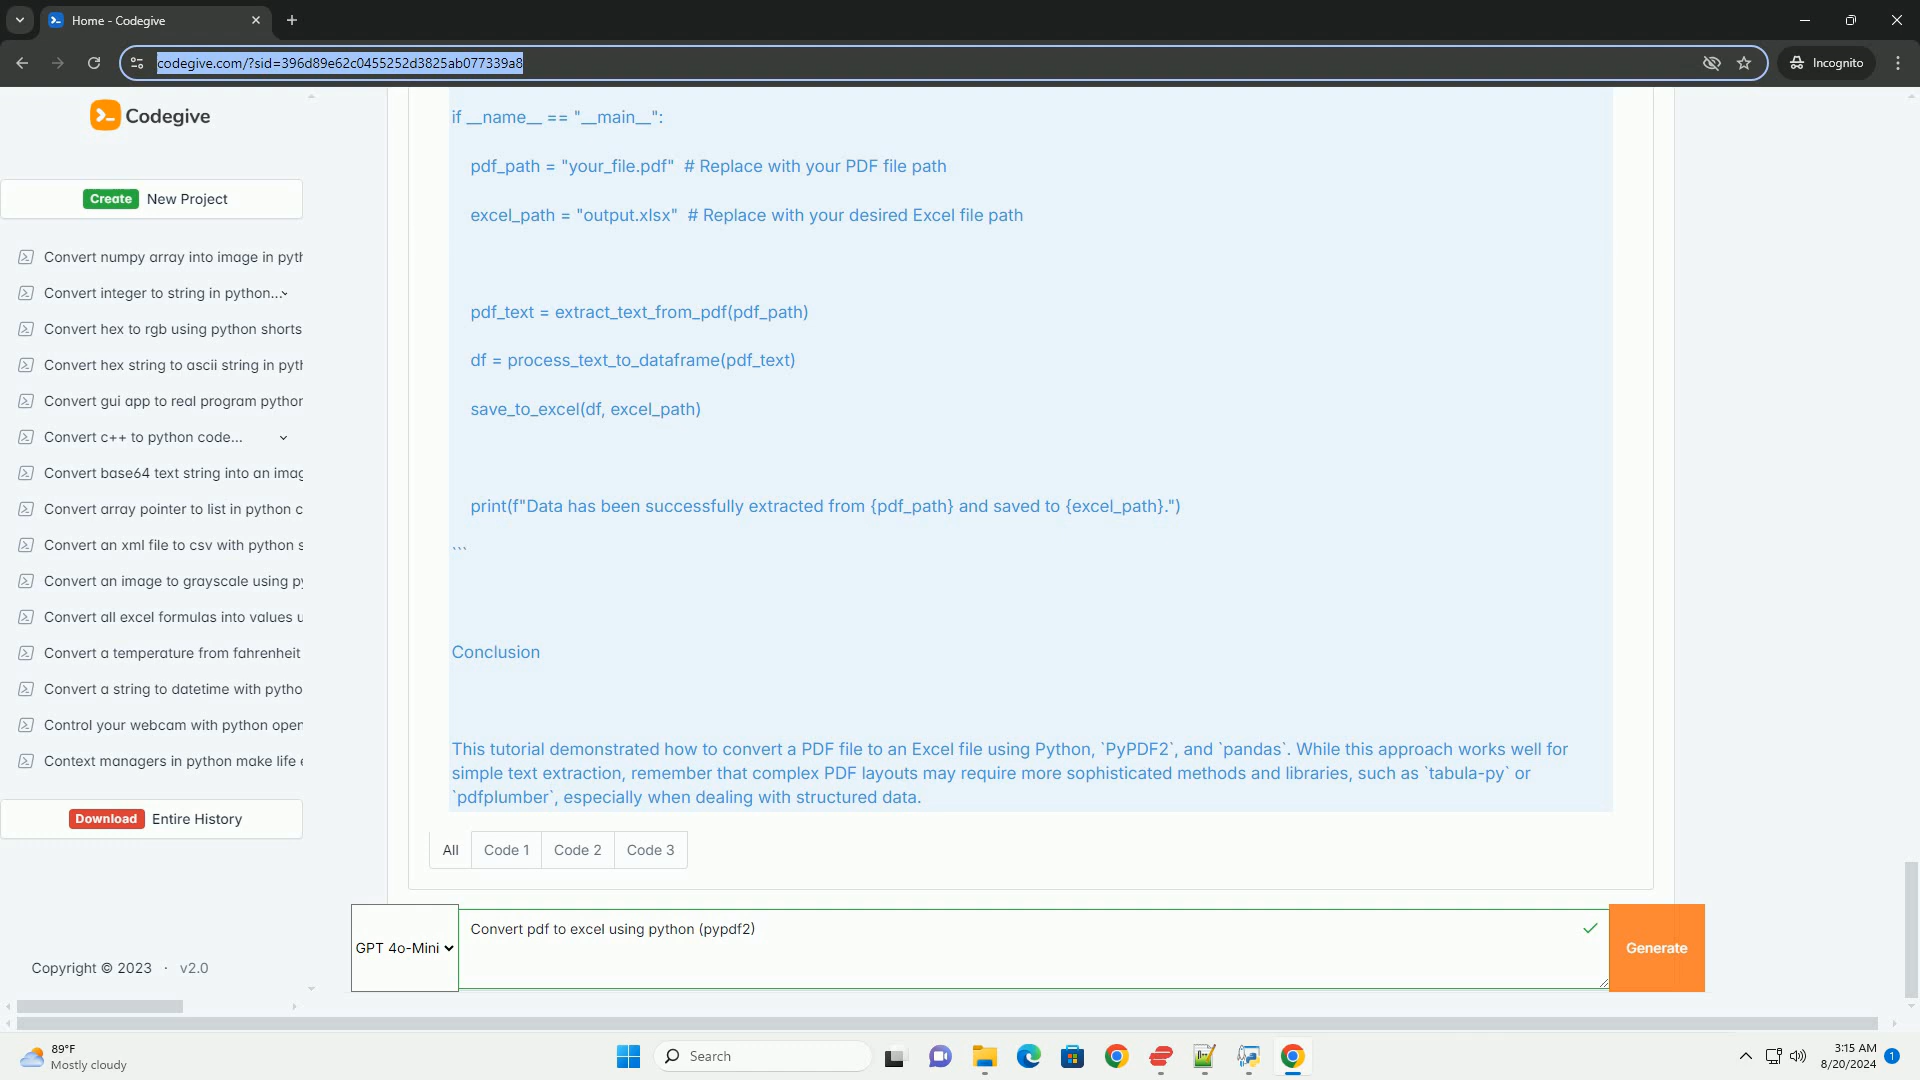 Home - Codegive
codegive.com/?sid=396d89e62c0455252d3825ab077339a8
Incognito
Codegive
Create New Project
Convert numpy array into image in pyth
Convert integer to string in python...
Convert hex to rgb using python shorts
Convert hex string to ascii string in pyth
Convert gui app to real program python
Convert c++ to python code...
Convert base64 text string into an imag
Convert array pointer to list in python c
Convert an xml file to csv with python s
Convert an image to grayscale using py
Convert all excel formulas into values u
Convert a temperature from fahrenheit
Convert a string to datetime with pytho
Control your webcam with python open
Context managers in python make life e
Download Entire History
Copyright © 2023 · v2.0
if __name__ == "__main__":
pdf_path = "your_file.pdf" # Replace with your PDF file path
excel_path = "output.xlsx" # Replace with your desired Excel file path
pdf_text = extract_text_from_pdf(pdf_path)
df = process_text_to_dataframe(pdf_text)
save_to_excel(df, excel_path)
print(f"Data has been successfully extracted from {pdf_path} and saved to {excel_path}.")
```
Conclusion
This tutorial demonstrated how to convert a PDF file to an Excel file using Python, `PyPDF2`, and `pandas`. While this approach works well for
simple text extraction, remember that complex PDF layouts may require more sophisticated methods and libraries, such as `tabula-py` or
`pdfplumber`, especially when dealing with structured data.
All Code 1 Code 2 Code 3
GPT 4o-Mini
Convert pdf to excel using python (pypdf2)
Generate
89°F
Mostly cloudy
Search
3:15 AM
8/20/2024
1